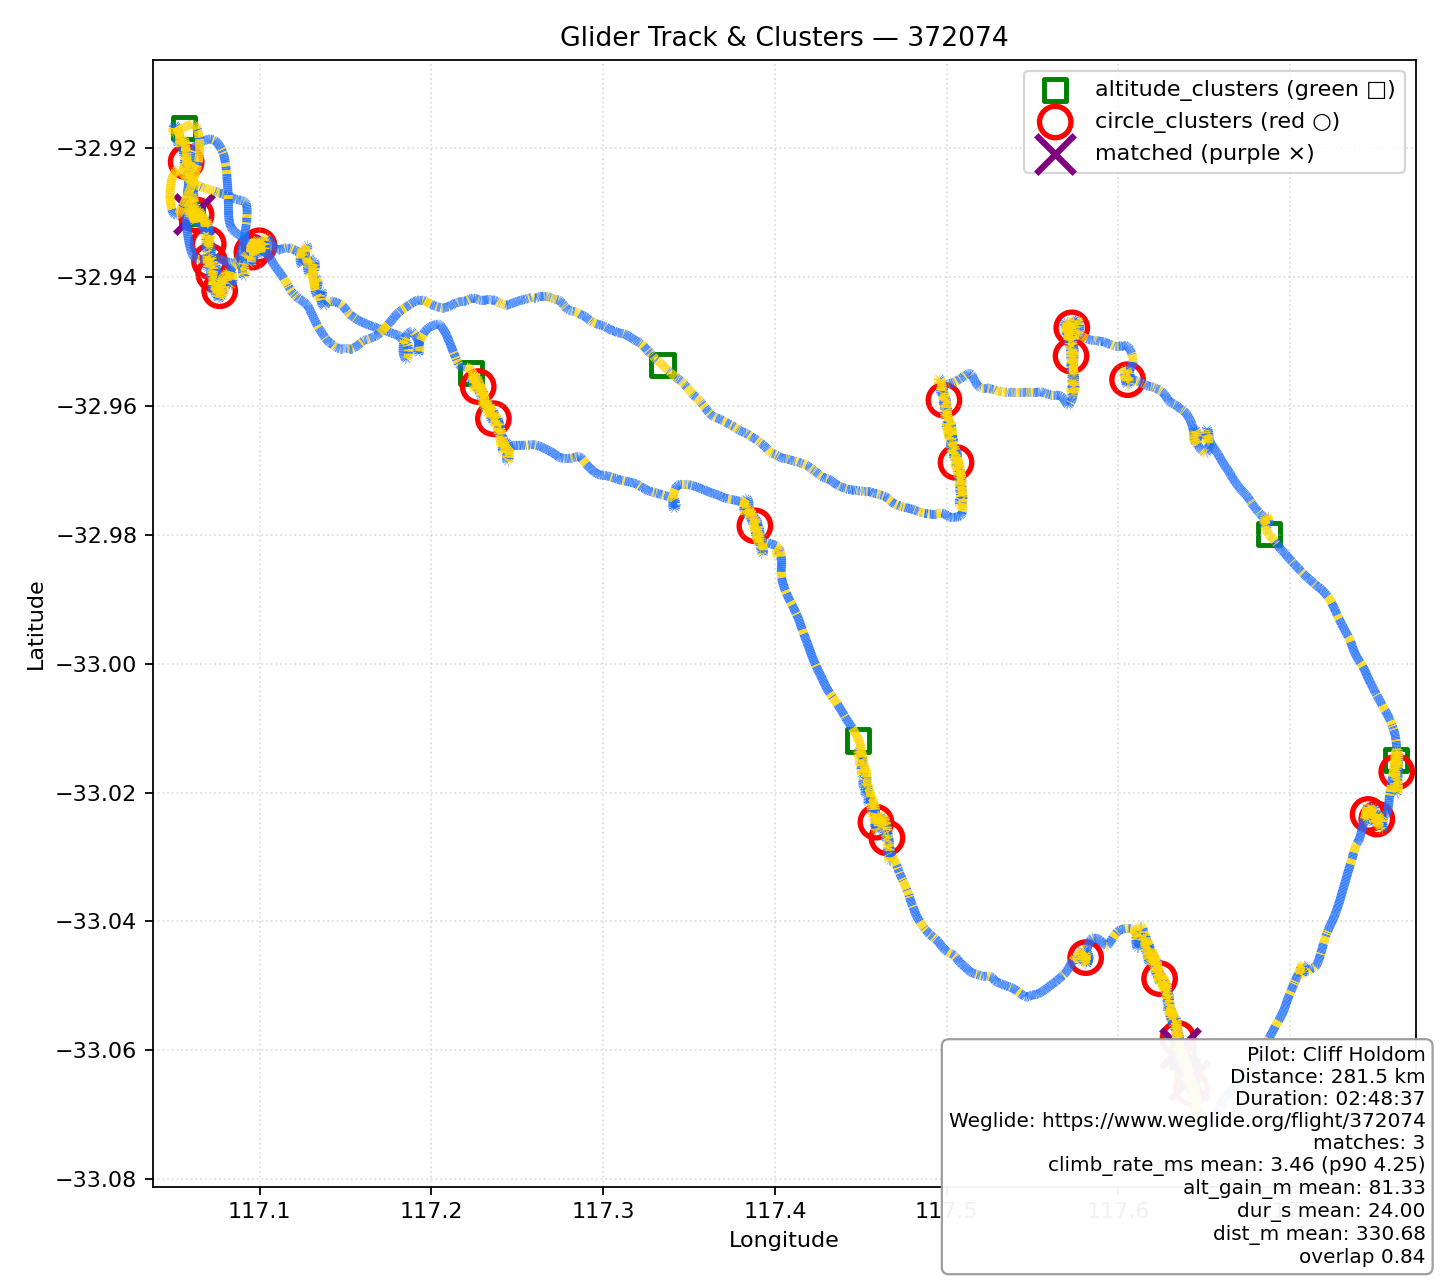 Glider Track & Clusters — 372074
altitude_clusters (green □)
circle_clusters (red ○)
matched (purple ×)
Latitude
−32.92
−32.94
−32.96
−32.98
−33.00
−33.02
−33.04
−33.06
−33.08
117.1
117.2
117.3
117.4
117.5
117.6
Longitude
Pilot: Cliff Holdom
Distance: 281.5 km
Duration: 02:48:37
Weglide: https://www.weglide.org/flight/372074
matches: 3
climb_rate_ms mean: 3.46 (p90 4.25)
alt_gain_m mean: 81.33
dur_s mean: 24.00
dist_m mean: 330.68
overlap 0.84